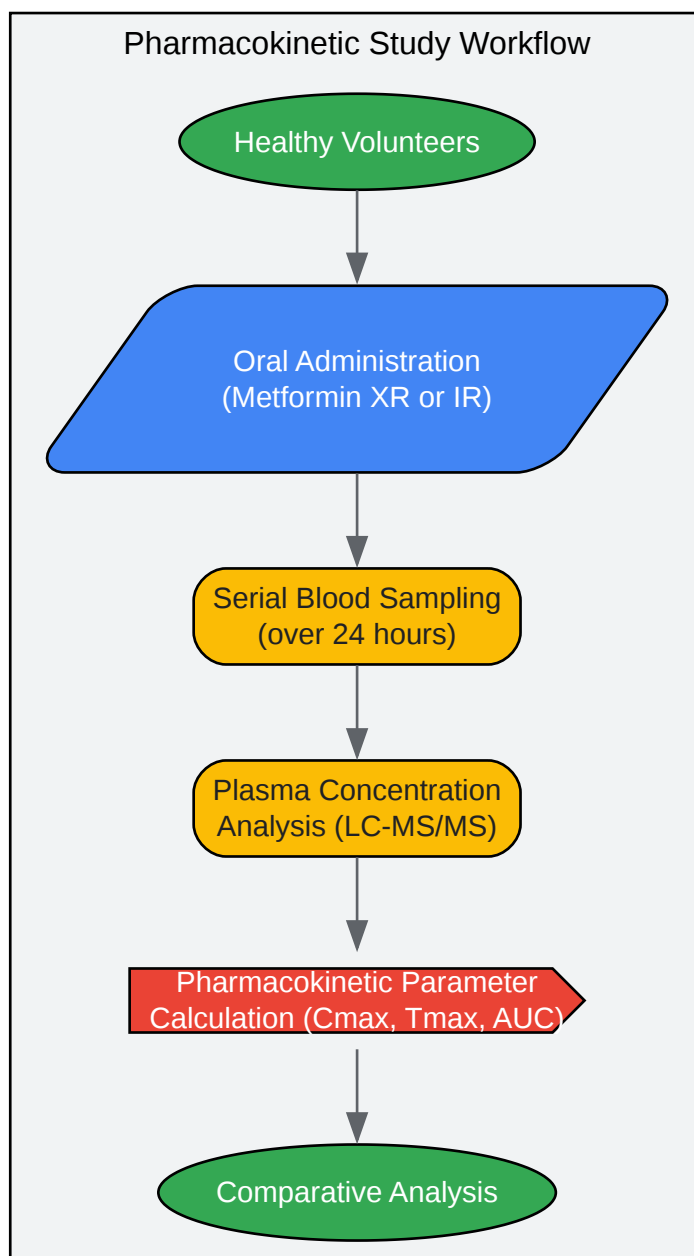 Pharmacokinetic Study Workflow
Healthy Volunteers
Oral Administration
(Metformin XR or IR)
Serial Blood Sampling
(over 24 hours)
Plasma Concentration
Analysis (LC-MS/MS)
Pharmacokinetic Parameter
Calculation (Cmax, Tmax, AUC)
Comparative Analysis